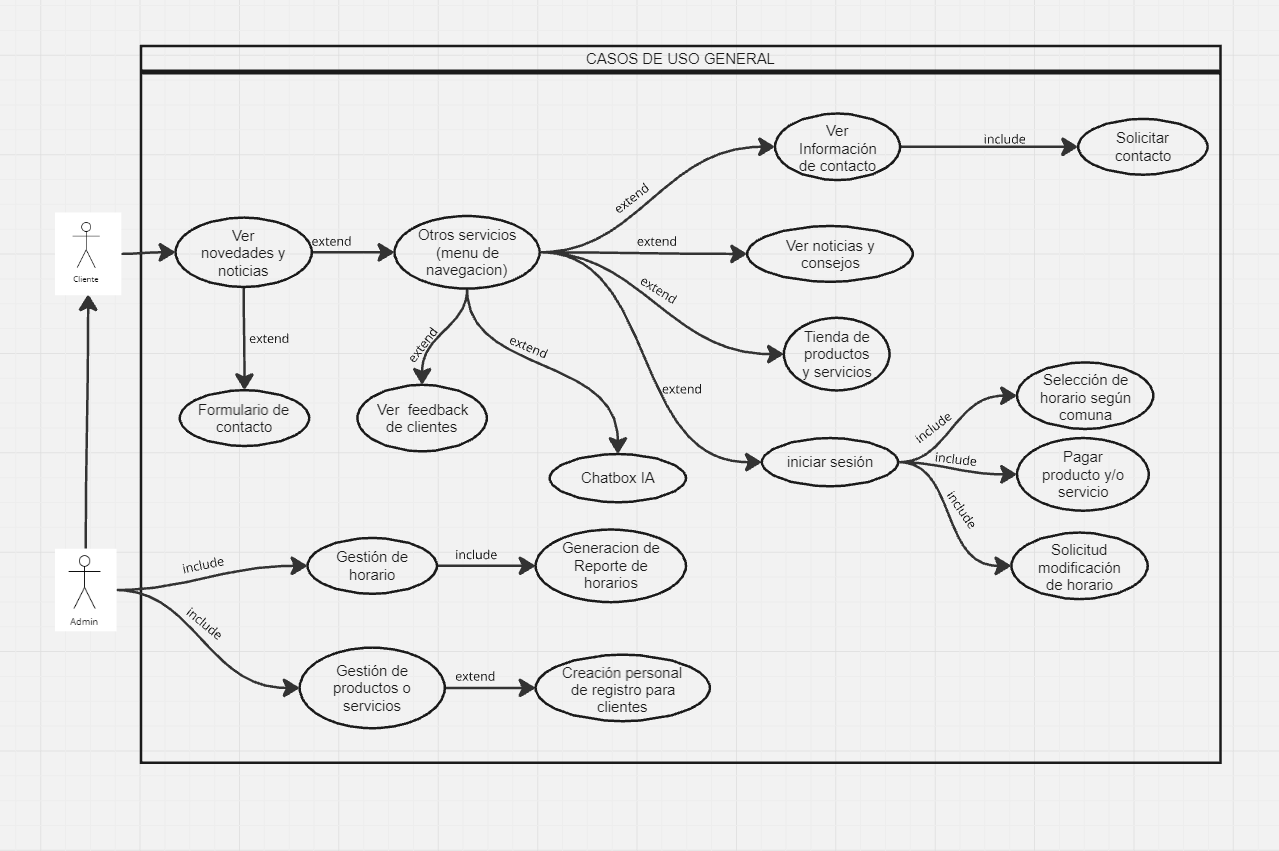 CASOS DE USO GENERAL
Ver
Información
de contacto
include
Solicitar
contacto
extend
Cliente
Ver
novedades y
noticias
extend
Otros servicios
(menu de
navegacion)
extend
Ver noticias y
consejos
extend
Tienda de
productos
y servicios
extend
Formulario de
contacto
extend
Ver feedback
de clientes
extend
Chatbox IA
extend
iniciar sesión
include
Selección de
horario según
comuna
include
Pagar
producto y/o
servicio
include
Solicitud
modificación
de horario
Admin
include
Gestión de
horario
include
Generacion de
Reporte de
horarios
include
Gestión de
productos o
servicios
extend
Creación personal
de registro para
clientes